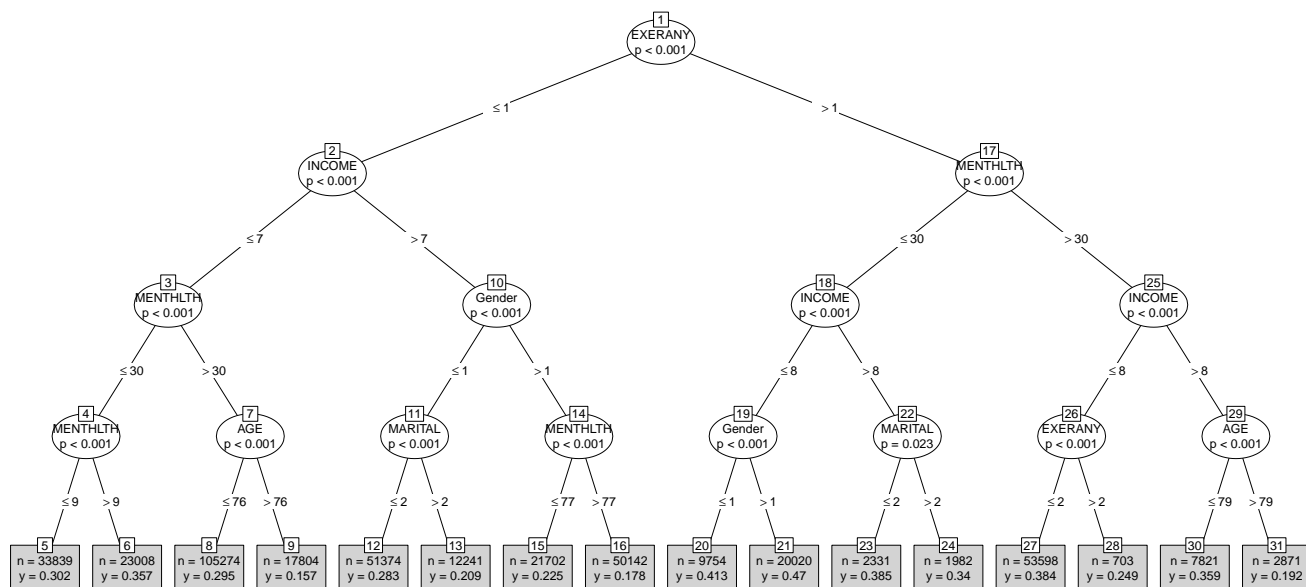 1
EXERANY
p < 0.001
≤ 1
> 1
2
INCOME
p < 0.001
17
MENTHLTH
p < 0.001
≤ 7
> 7
≤ 30
> 30
3
MENTHLTH
p < 0.001
10
Gender
p < 0.001
18
INCOME
p < 0.001
25
INCOME
p < 0.001
≤ 30
> 30
≤ 1
> 1
≤ 8
> 8
≤ 8
> 8
4
MENTHLTH
p < 0.001
7
AGE
p < 0.001
11
MARITAL
p < 0.001
14
MENTHLTH
p < 0.001
19
Gender
p < 0.001
22
MARITAL
p = 0.023
26
EXERANY
p < 0.001
29
AGE
p < 0.001
≤ 9
> 9
≤ 76
> 76
≤ 2
> 2
≤ 77
> 77
≤ 1
> 1
≤ 2
> 2
≤ 2
> 2
≤ 79
> 79
5
n = 33839
y = 0.302
6
n = 23008
y = 0.357
8
n = 105274
y = 0.295
9
n = 17804
y = 0.157
12
n = 51374
y = 0.283
13
n = 12241
y = 0.209
15
n = 21702
y = 0.225
16
n = 50142
y = 0.178
20
n = 9754
y = 0.413
21
n = 20020
y = 0.47
23
n = 2331
y = 0.385
24
n = 1982
y = 0.34
27
n = 53598
y = 0.384
28
n = 703
y = 0.249
30
n = 7821
y = 0.359
31
n = 2871
y = 0.192